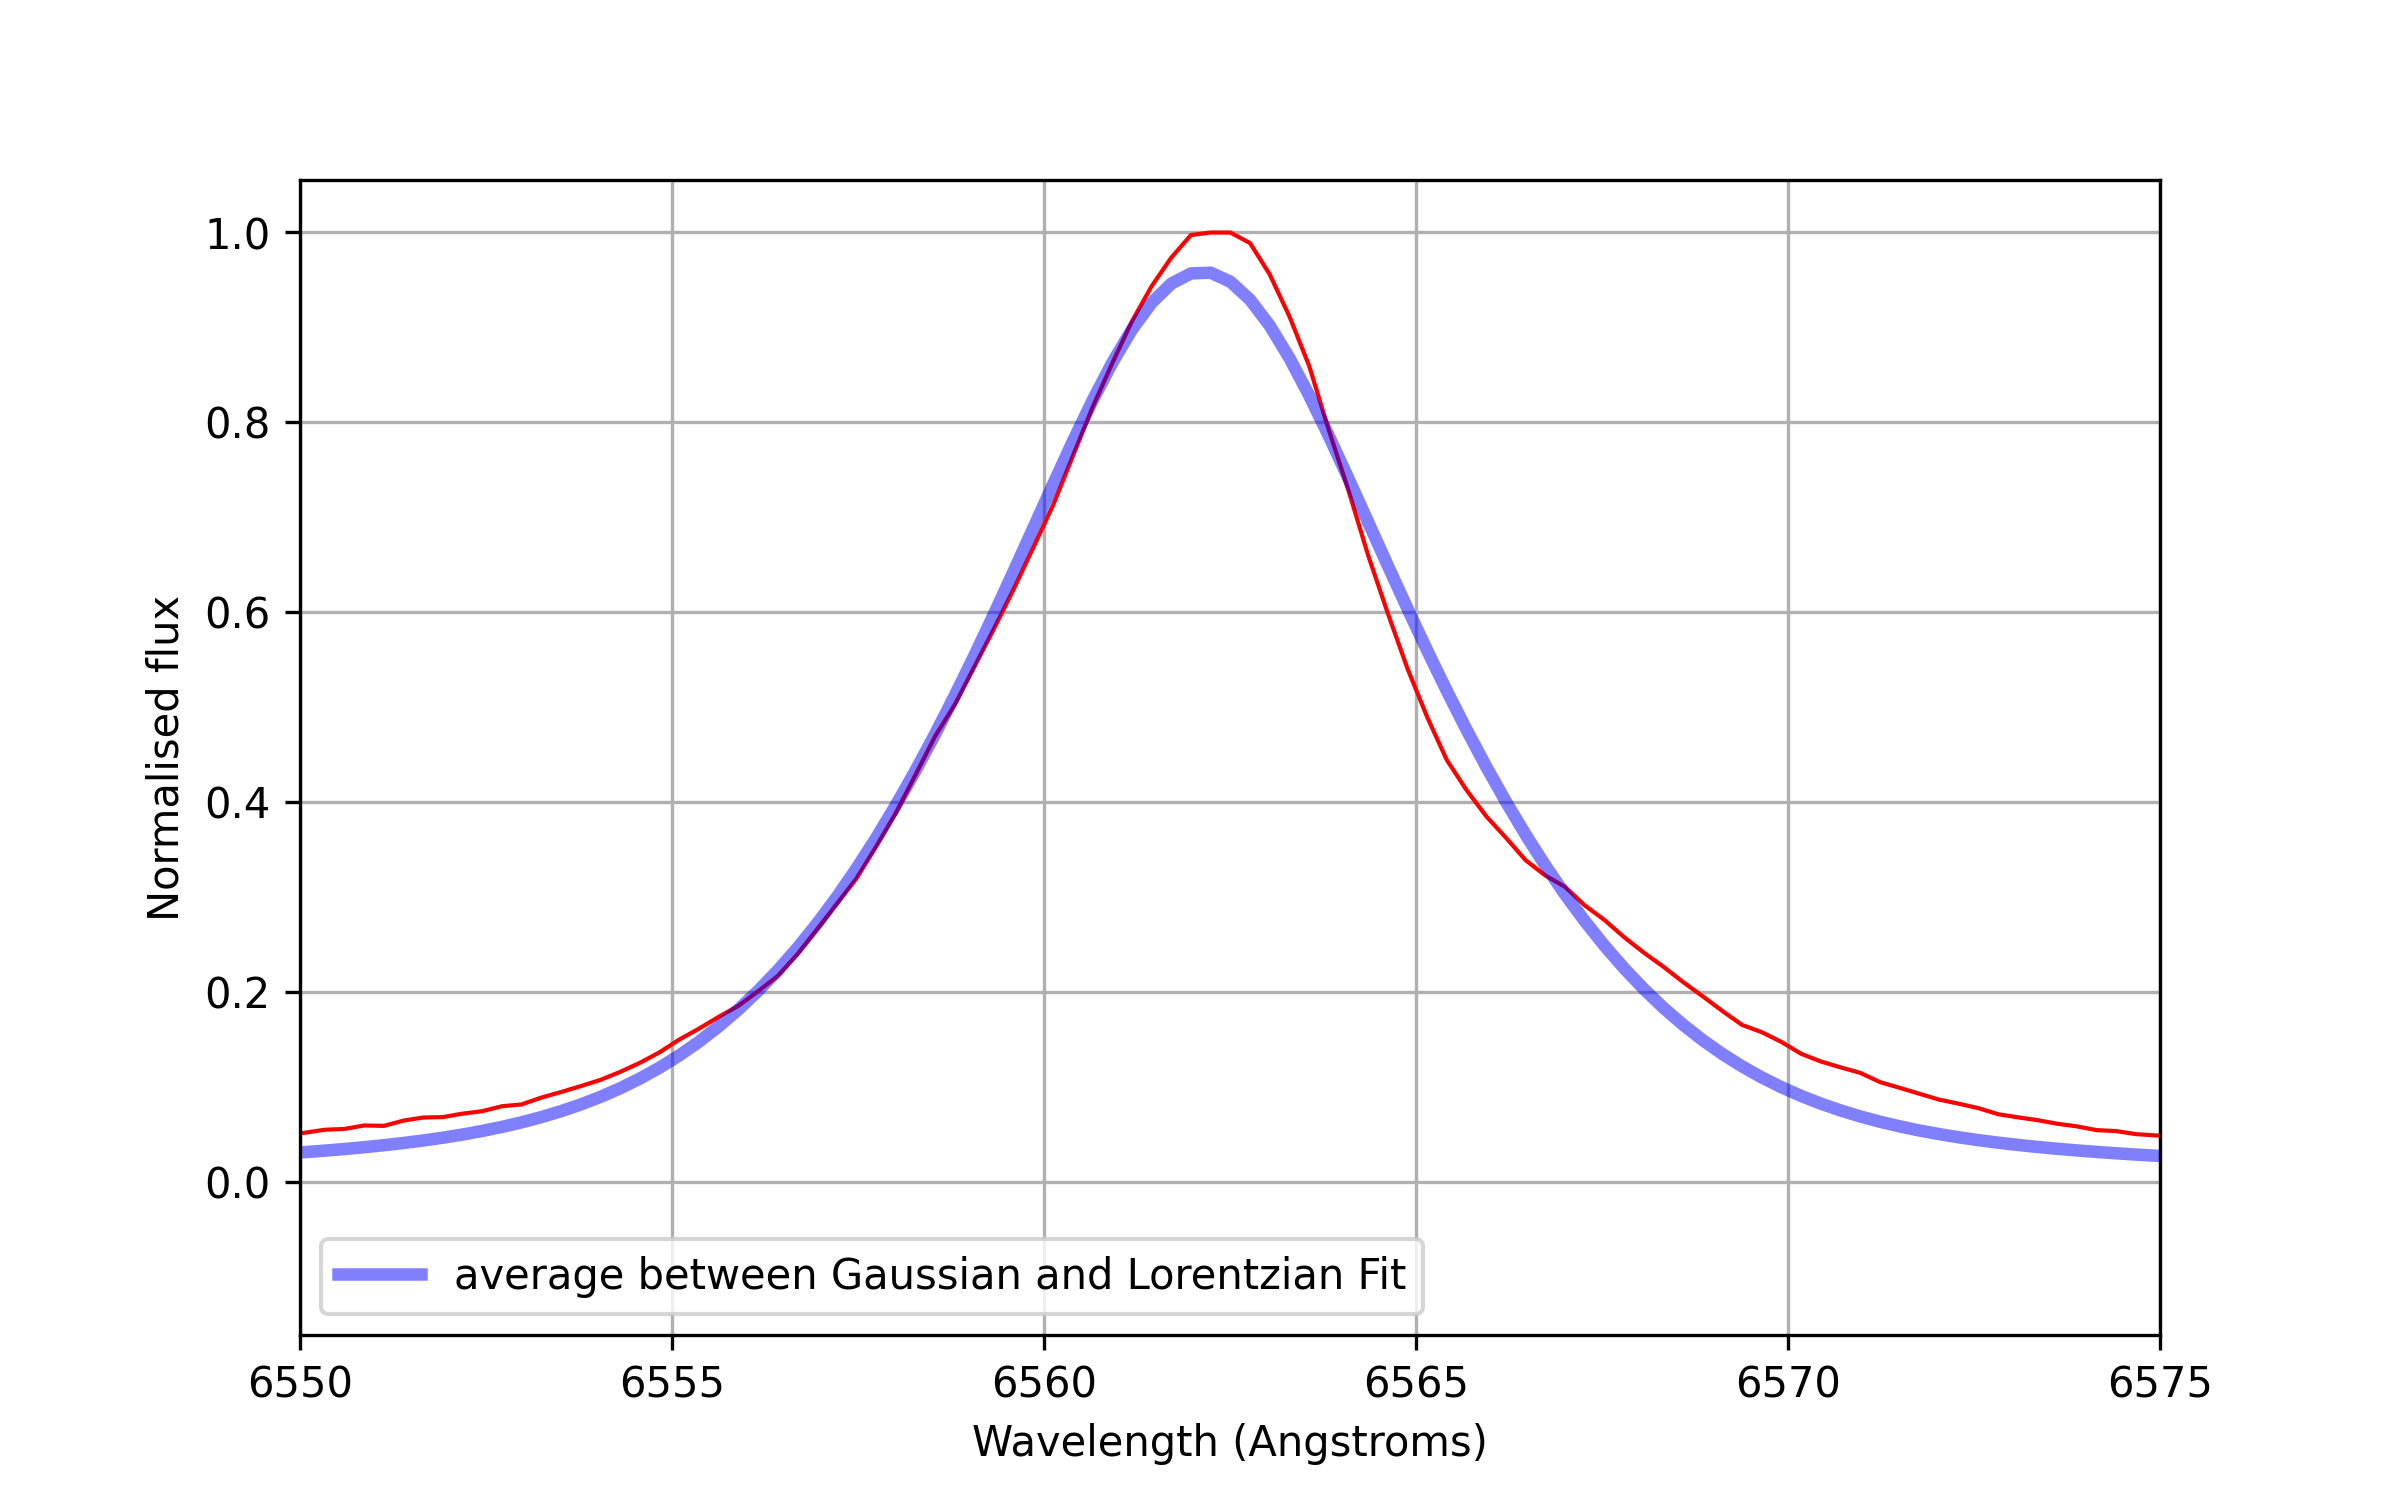 1.0
0.8
0.6
0.4
0.2
0.0
Normalised flux
average between Gaussian and Lorentzian Fit
6550 6555 6560 6565 6570 6575
Wavelength (Angstroms)